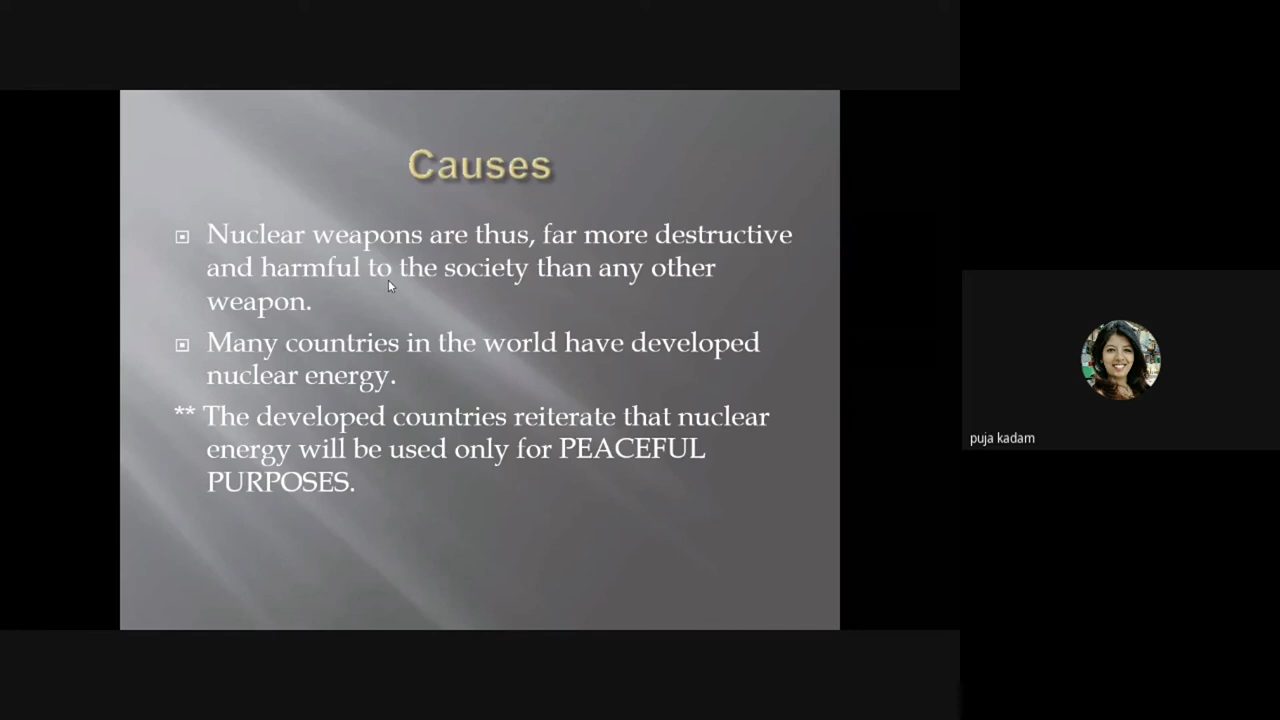 Causes
Nuclear weapons are thus, far more destructive
and harmful to the society than any other
weapon.
Many countries in the world have developed
nuclear energy.
** The developed countries reiterate that nuclear
energy will be used only for PEACEFUL
PURPOSES.
puja kadam